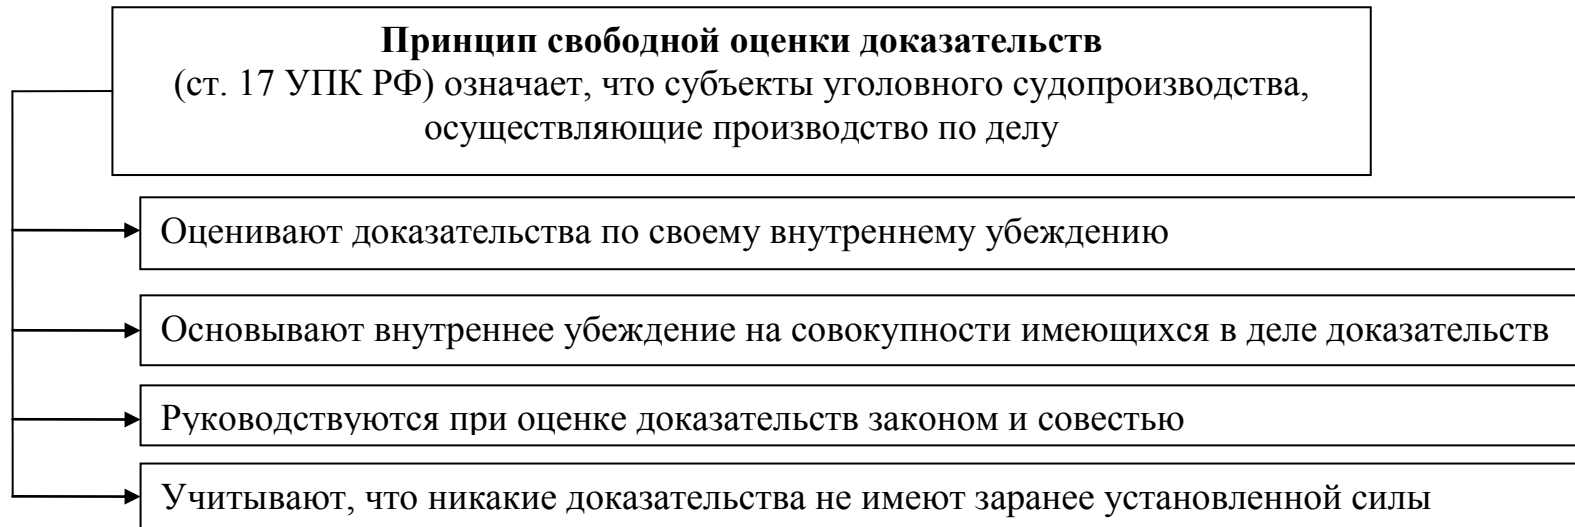 Принцип свободной оценки доказательств
(ст. 17 УПК РФ) означает, что субъекты уголовного судопроизводства,
осуществляющие производство по делу
Оценивают доказательства по своему внутреннему убеждению
Основывают внутреннее убеждение на совокупности имеющихся в деле доказательств
Руководствуются при оценке доказательств законом и совестью
Учитывают, что никакие доказательства не имеют заранее установленной силы